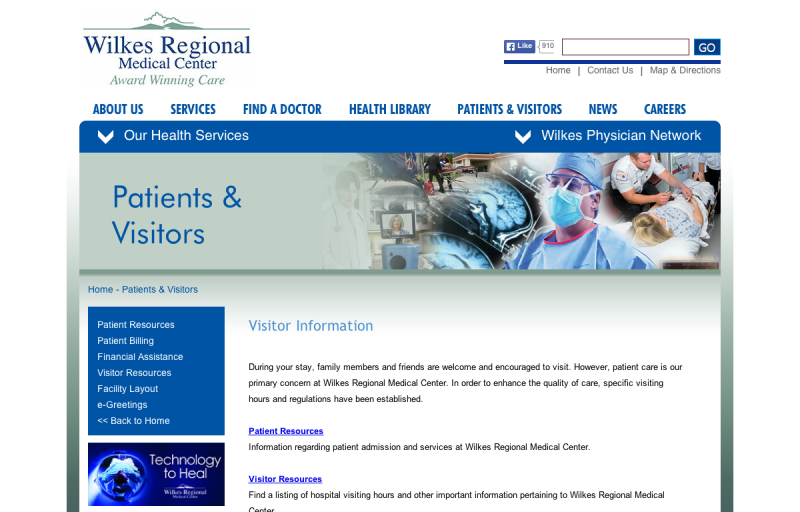 Wilkes Regional
Medical Center
Award Winning Care
Like 910
GO
Home | Contact Us | Map & Directions
ABOUT US SERVICES FIND A DOCTOR HEALTH LIBRARY PATIENTS & VISITORS NEWS CAREERS
Our Health Services Wilkes Physician Network
Patients &
Visitors
Home - Patients & Visitors
Patient Resources
Patient Billing
Financial Assistance
Visitor Resources
Facility Layout
e-Greetings
<< Back to Home
Technology
to Heal
Wilkes Regional
Medical Center
Visitor Information
During your stay, family members and friends are welcome and encouraged to visit. However, patient care is our
primary concern at Wilkes Regional Medical Center. In order to enhance the quality of care, specific visiting
hours and regulations have been established.
Patient Resources
Information regarding patient admission and services at Wilkes Regional Medical Center.
Visitor Resources
Find a listing of hospital visiting hours and other important information pertaining to Wilkes Regional Medical
Center.